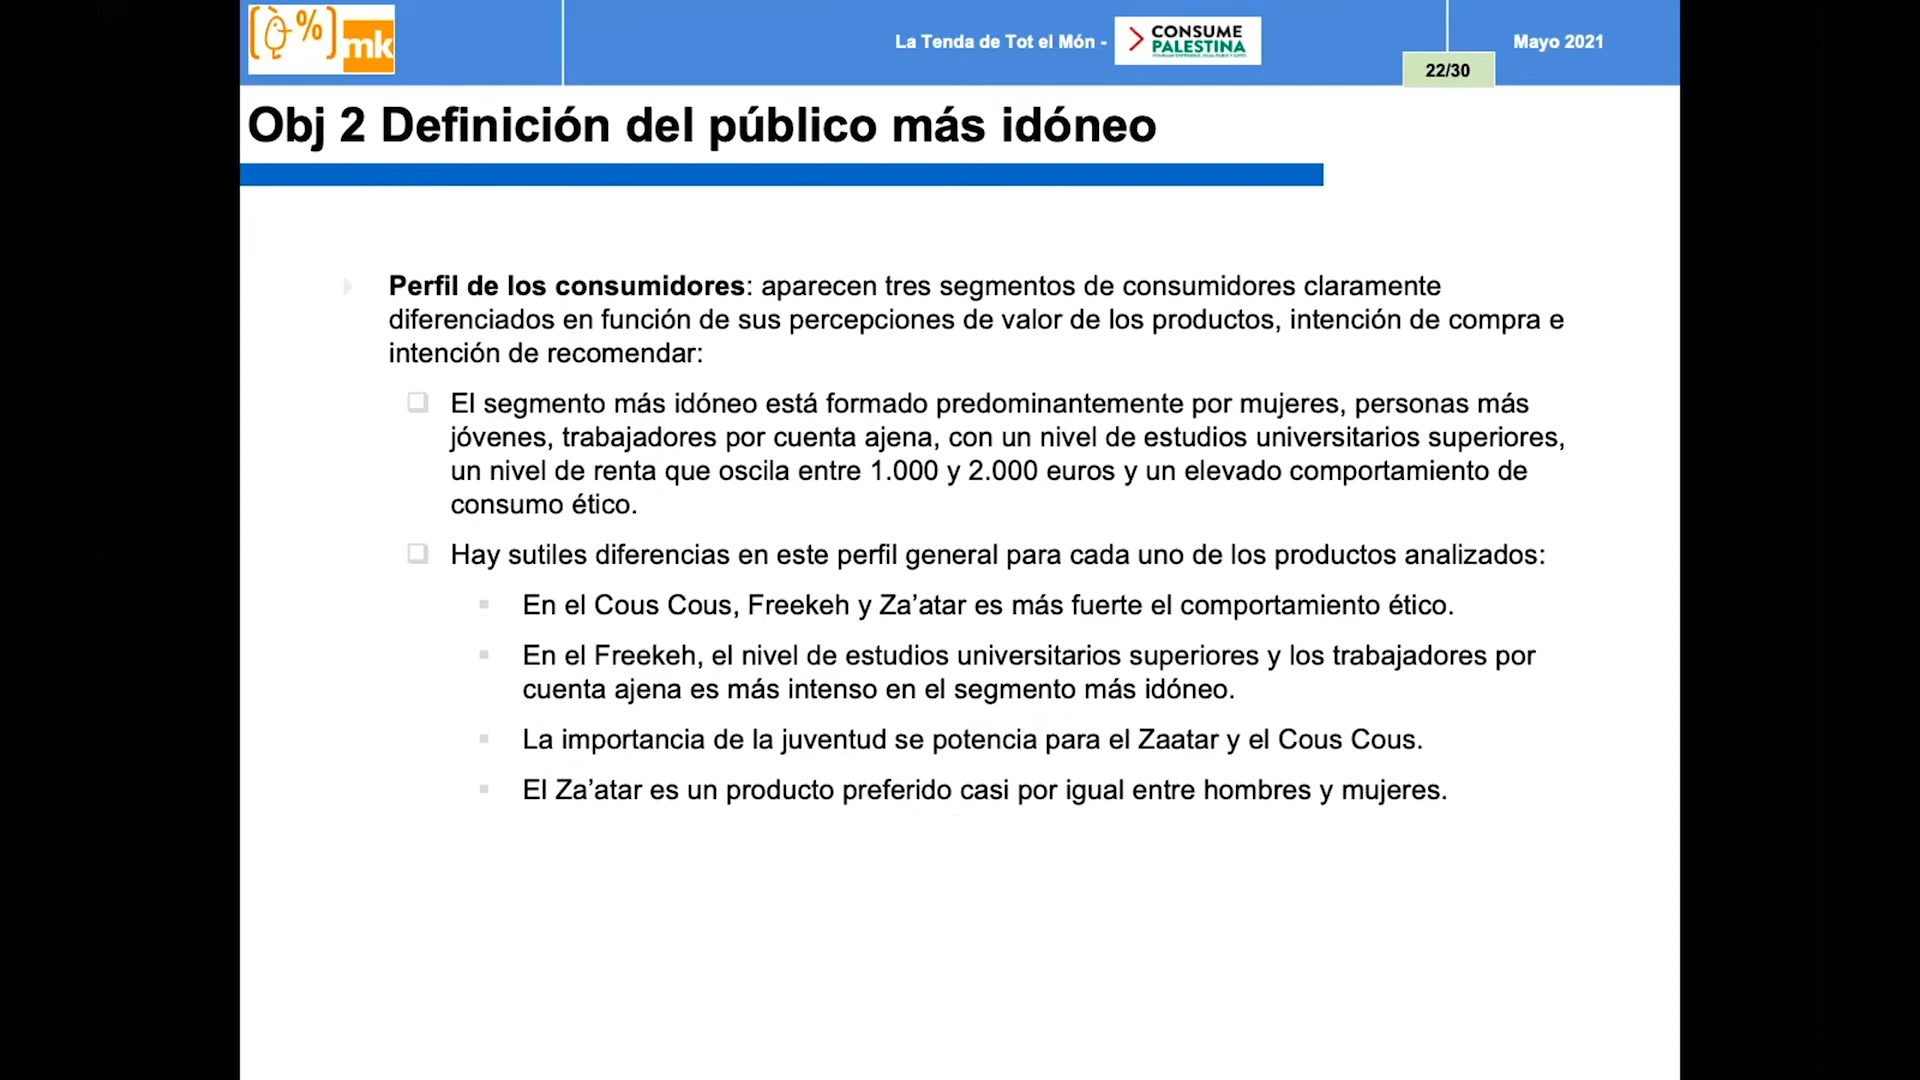 % mk
La Tenda de Tot el Món -
CONSUME
PALESTINA
Mayo 2021
22/30
Obj 2 Definición del público más idóneo
Perfil de los consumidores: aparecen tres segmentos de consumidores claramente
diferenciados en función de sus percepciones de valor de los productos, intención de compra e
intención de recomendar:
El segmento más idóneo está formado predominantemente por mujeres, personas más
jóvenes, trabajadores por cuenta ajena, con un nivel de estudios universitarios superiores,
un nivel de renta que oscila entre 1.000 y 2.000 euros y un elevado comportamiento de
consumo ético.
Hay sutiles diferencias en este perfil general para cada uno de los productos analizados:
En el Cous Cous, Freekeh y Za’atar es más fuerte el comportamiento ético.
En el Freekeh, el nivel de estudios universitarios superiores y los trabajadores por
cuenta ajena es más intenso en el segmento más idóneo.
La importancia de la juventud se potencia para el Zaatar y el Cous Cous.
El Za’atar es un producto preferido casi por igual entre hombres y mujeres.